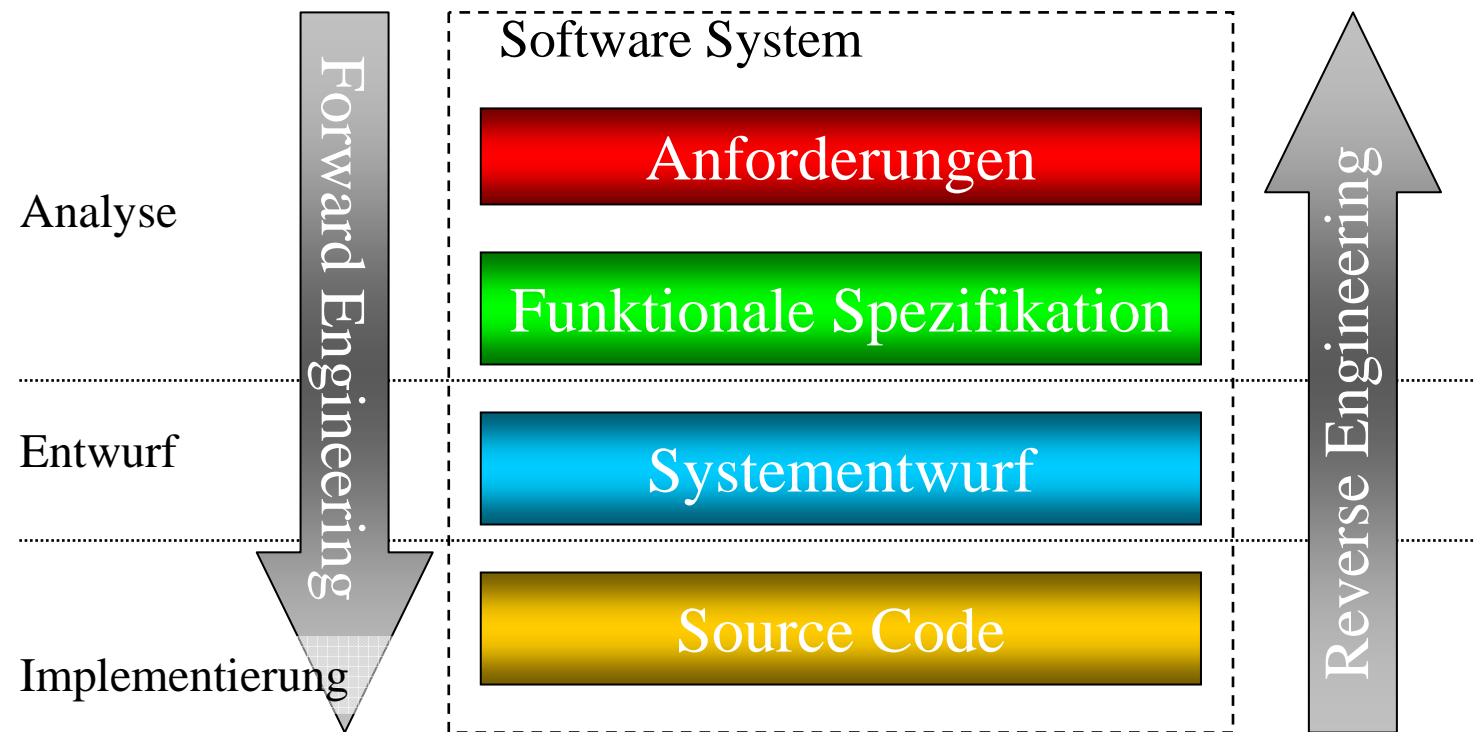 Software System
Forward Engineering
Reverse Engineering
Analyse
Anforderungen
Funktionale Spezifikation
Entwurf
Systementwurf
Implementierung
Source Code